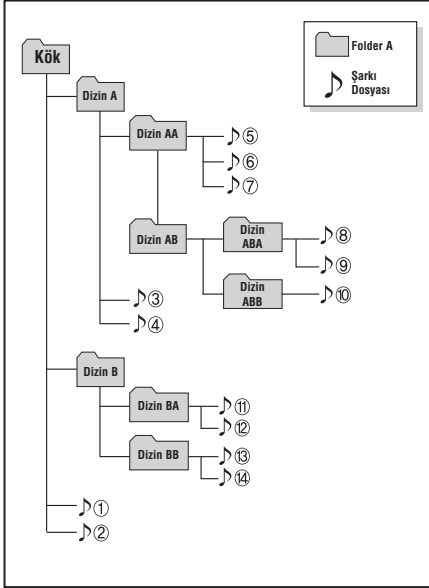 Kök
Folder A
Şarkı
Dosyası
Dizin A
Dizin AA
⑤
⑥
⑦
Dizin AB
Dizin
ABA
⑧
⑨
Dizin
ABB
⑩
③
④
Dizin B
Dizin BA
⑪
⑫
Dizin BB
⑬
⑭
①
②